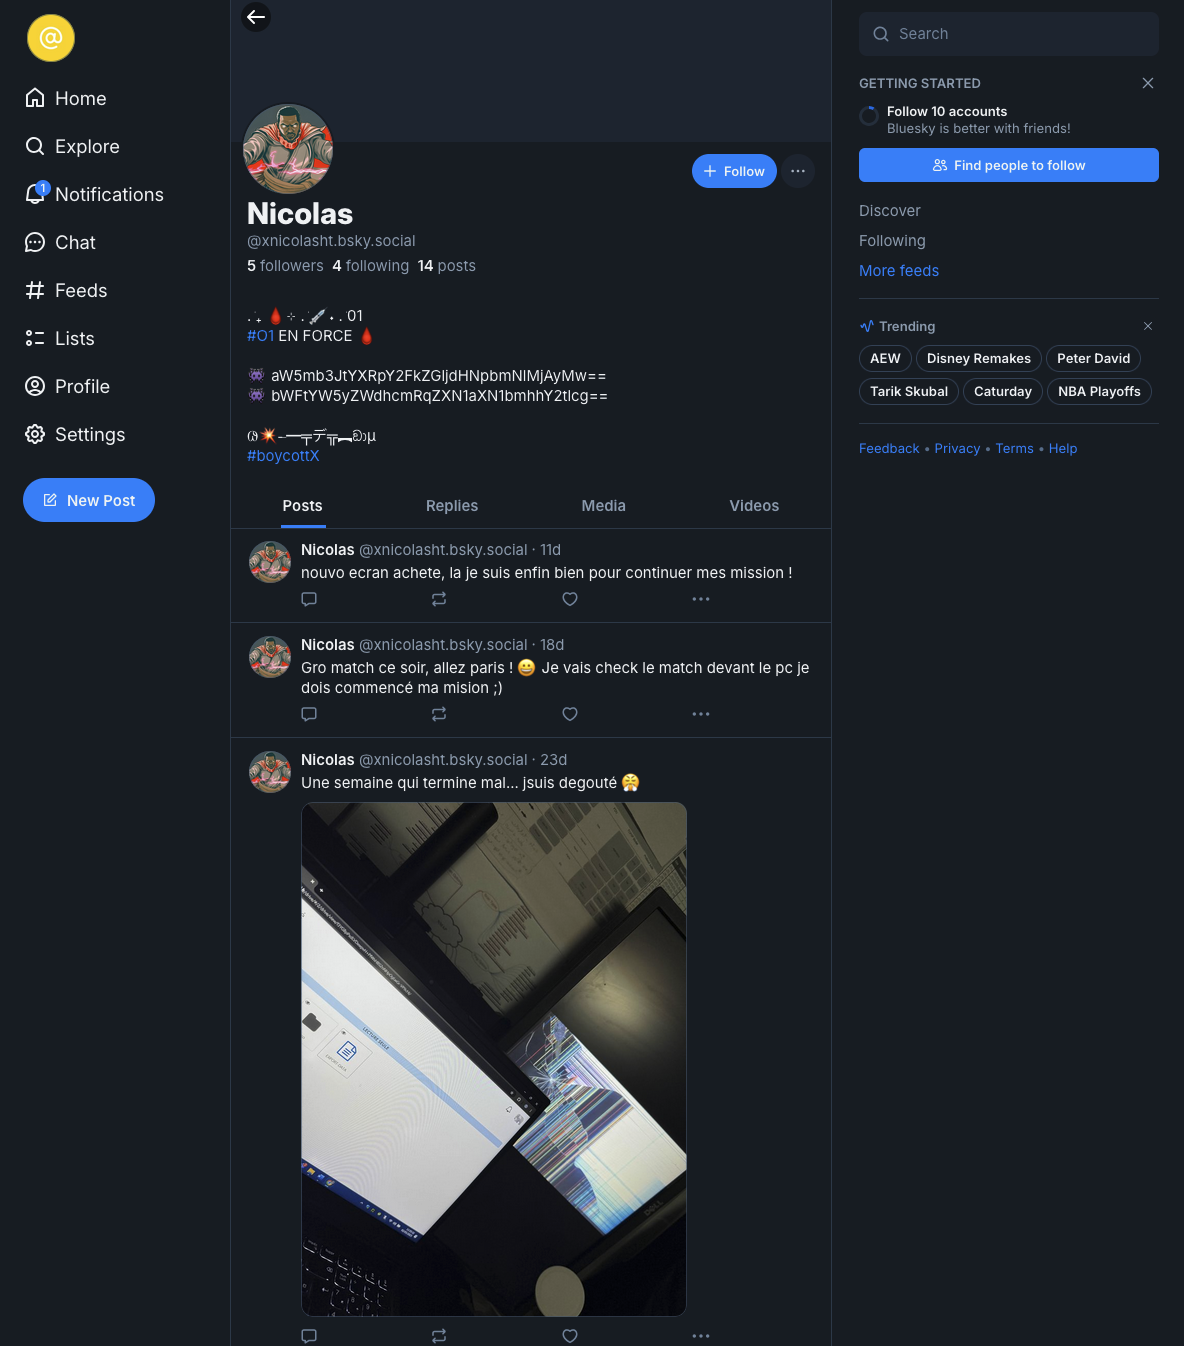 @
Home
Explore
1
Notifications
Chat
Feeds
Lists
Profile
Settings
New Post
+ Follow
Nicolas
@xnicolasht.bsky.social
5 followers 4 following 14 posts
#O1 EN FORCE 🩸
#boycottX
Posts
Replies
Media
Videos
Nicolas @xnicolasht.bsky.social · 11d
nouvo ecran achete, la je suis enfin bien pour continuer mes mission !
Nicolas @xnicolasht.bsky.social · 18d
Gro match ce soir, allez paris ! 😀 Je vais check le match devant le pc je
dois commencé ma mision ;)
Nicolas @xnicolasht.bsky.social · 23d
Une semaine qui termine mal... jsuis degouté 😤
LECTURE SEULE
DELL
Search
GETTING STARTED
Follow 10 accounts
Bluesky is better with friends!
Find people to follow
Discover
Following
More feeds
Trending
AEW
Disney Remakes
Peter David
Tarik Skubal
Caturday
NBA Playoffs
Feedback • Privacy • Terms • Help